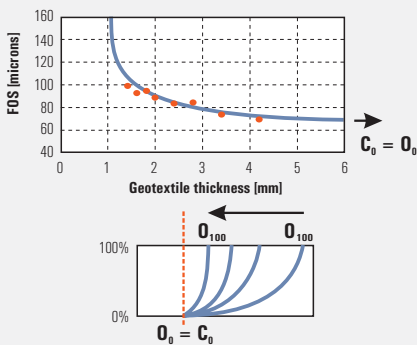 FOS [microns]
160
140
120
100
80
60
40
0 1 2 3 4 5 6
Geotextile thickness [mm]
C₀ = O₀
O₁₀₀ O₁₀₀
100%
0%
O₀ = C₀